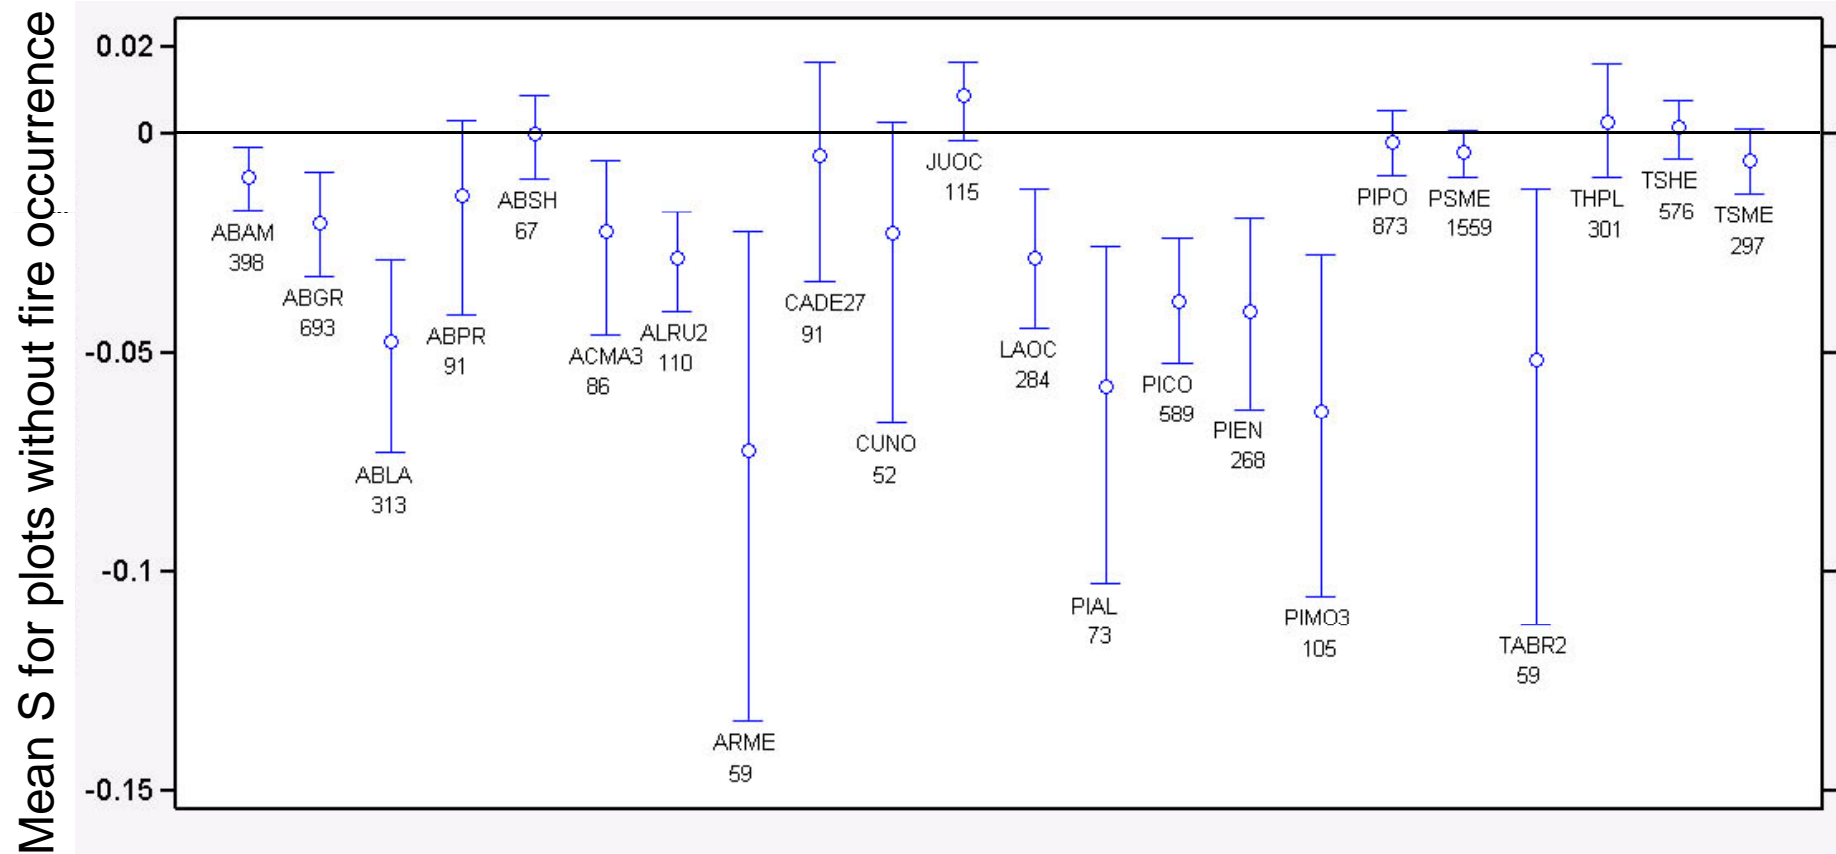 Mean S for plots without fire occurrence
0.02
0
-0.05
-0.1
-0.15
ABAM
398
ABGR
693
ABLA
313
ABPR
91
ABSH
67
ACMA3
86
ALRU2
110
ARME
59
CADE27
91
CUNO
52
JUOC
115
LAOC
284
PIAL
73
PICO
589
PIEN
268
PIMO3
105
PIPO
873
PSME
1559
TABR2
59
THPL
301
TSHE
576
TSME
297